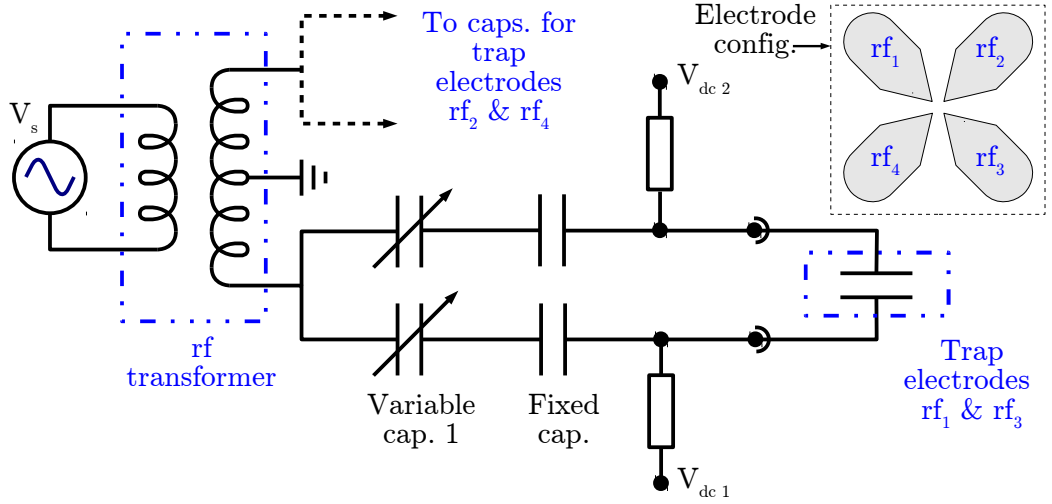 To caps. for
trap
electrodes
rf2 & rf4
Electrode
config.
rf1
rf2
rf4
rf3
Vs
Vdc 2
rf
transformer
Variable
cap. 1
Fixed
cap.
Trap
electrodes
rf1 & rf3
Vdc 1